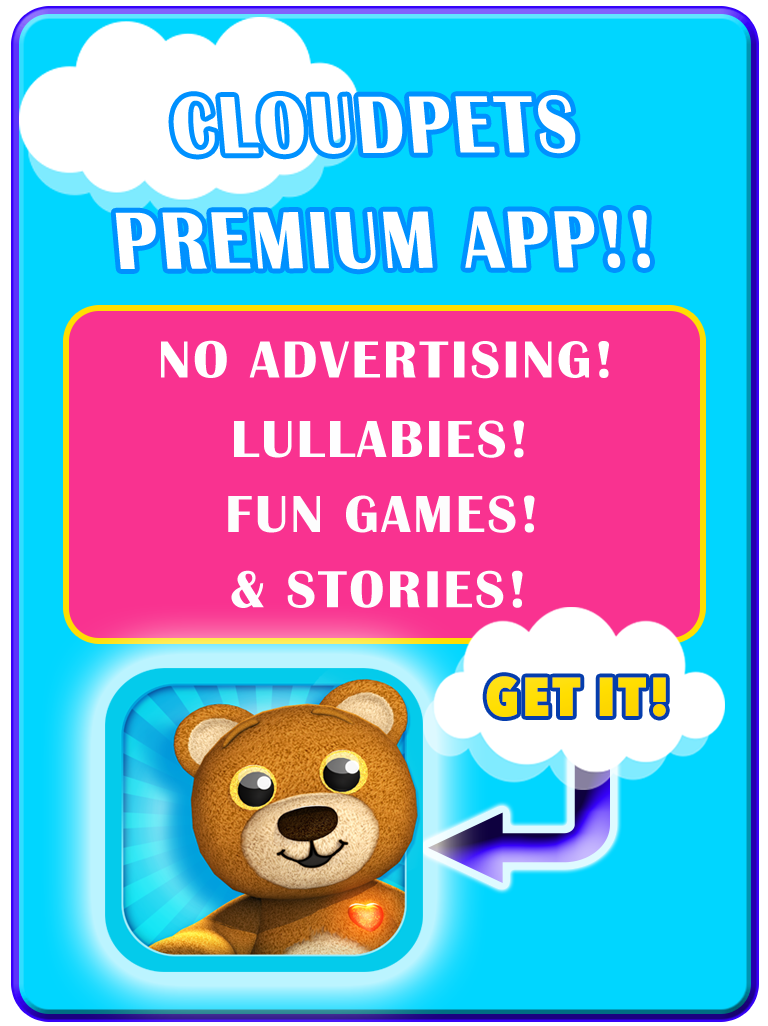 CLOUDPETS
PREMIUM APP!!
NO ADVERTISING!
LULLABIES!
FUN GAMES!
& STORIES!
GET IT!